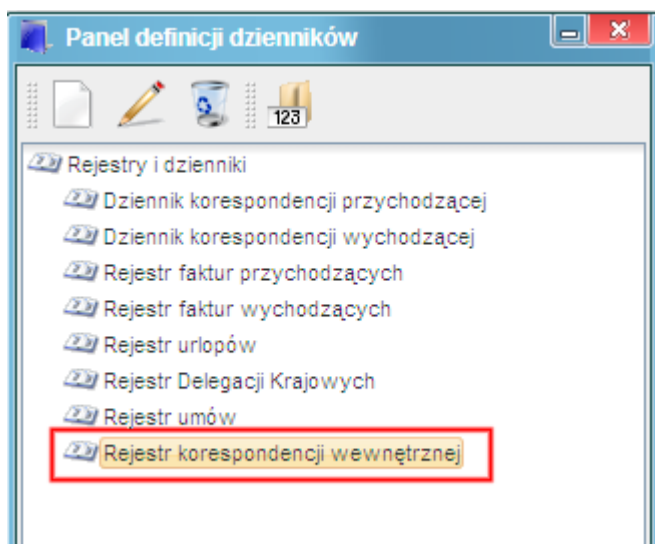 Panel definicji dzienników
123
Rejestry i dzienniki
Dziennik korespondencji przychodzącej
Dziennik korespondencji wychodzącej
Rejestr faktur przychodzących
Rejestr faktur wychodzących
Rejestr urlopów
Rejestr Delegacji Krajowych
Rejestr umów
Rejestr korespondencji wewnętrznej